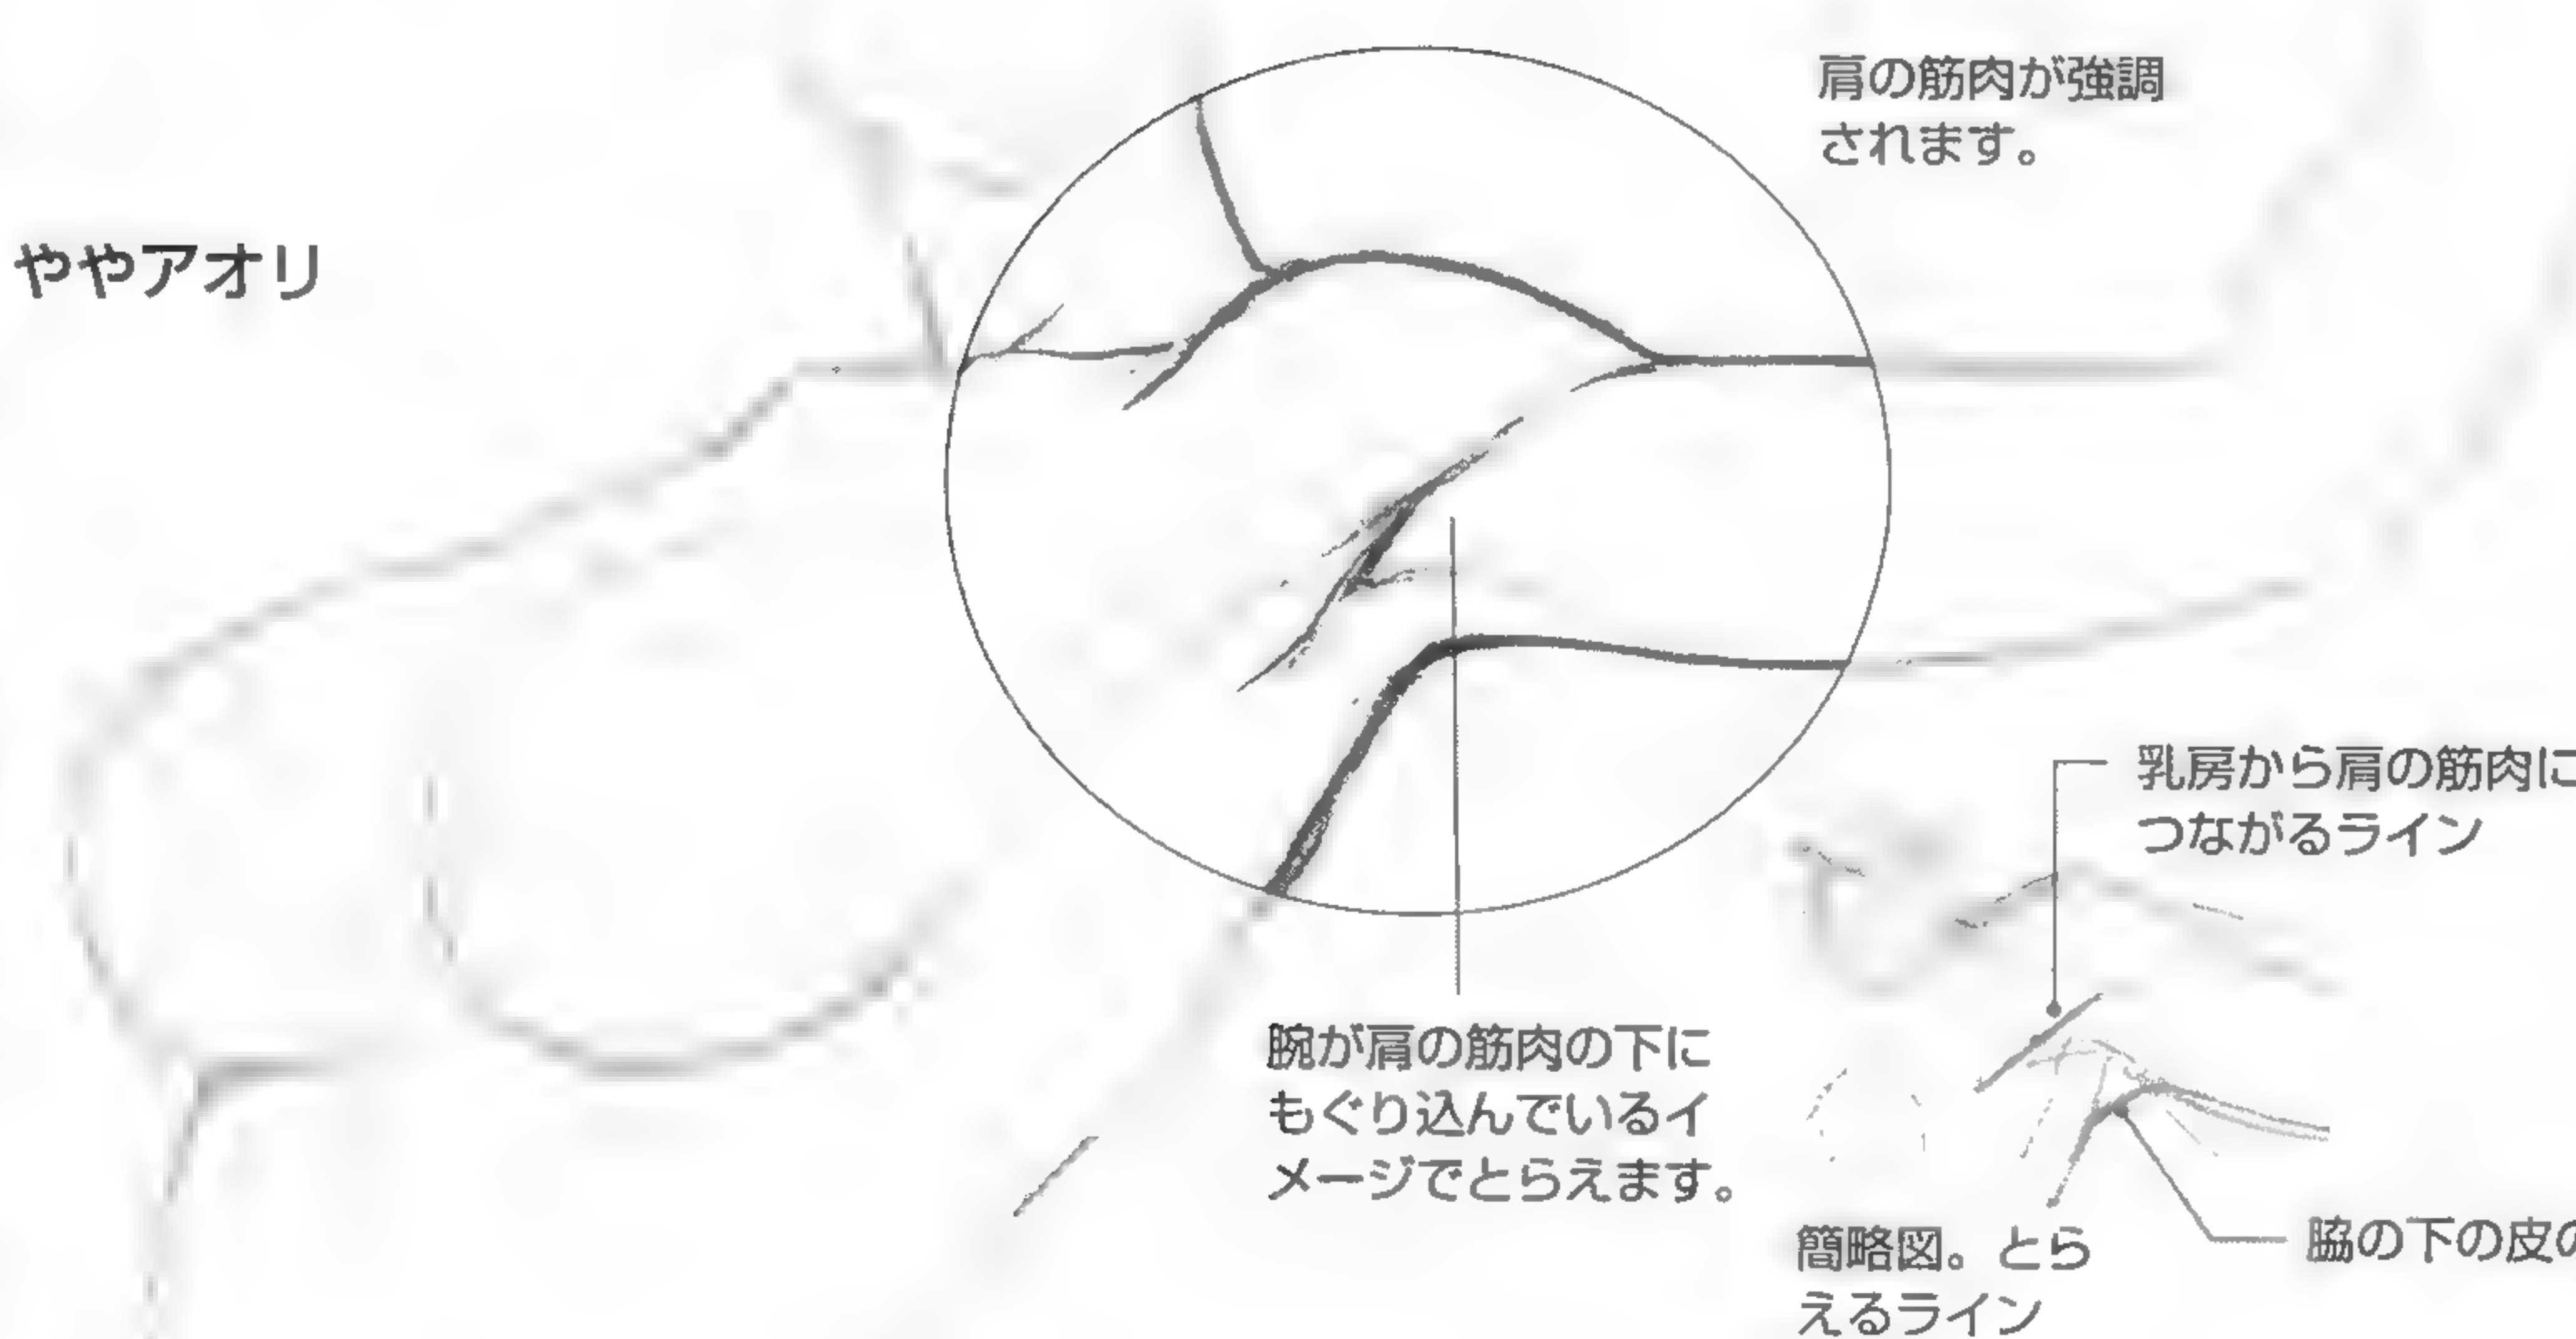 肩の筋肉が強調
されます。
ややアオリ
乳房から肩の筋肉に
つながるライン
腕が肩の筋肉の下に
もぐり込んでいるイ
メージでとらえます。
簡略図。とら
えるライン
脇の下の皮の